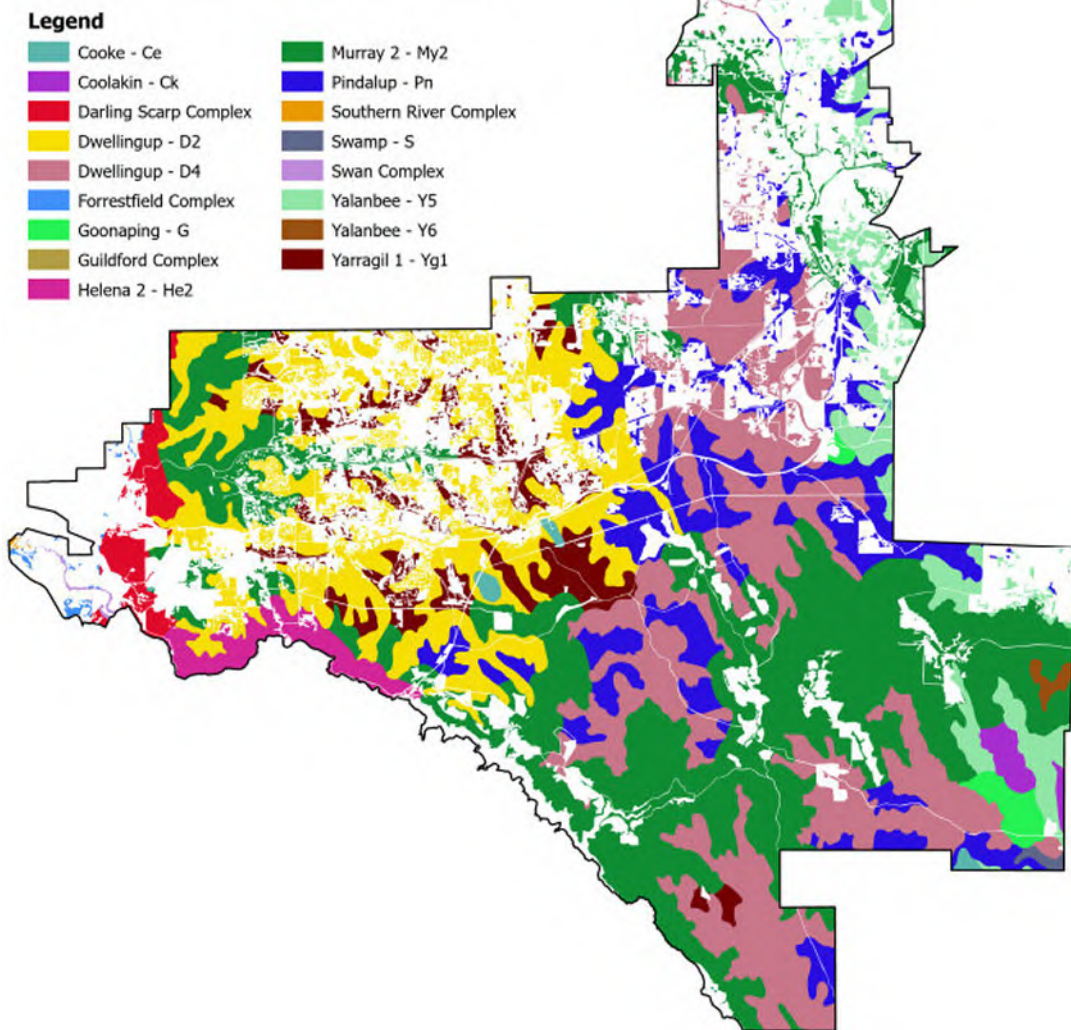 Legend
Cooke - Ce
Coolakin - Ck
Darling Scarp Complex
Dwellingup - D2
Dwellingup - D4
Forrestfield Complex
Goonaping - G
Guildford Complex
Helena 2 - He2
Murray 2 - My2
Pindalup - Pn
Southern River Complex
Swamp - S
Swan Complex
Yalanbee - Y5
Yalanbee - Y6
Yarragil 1 - Yg1